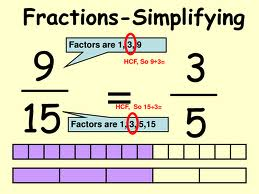 Fractions-Simplifying
Factors are 1, 3, 9
HCF, So 9÷3=
9
15
=
3
5
HCF, So 15÷3=
Factors are 1, 3, 5,15